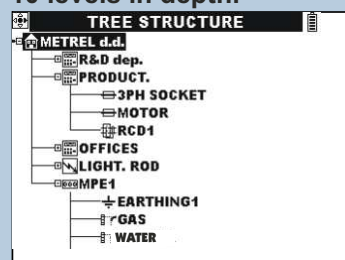 10 levels in depth.
TREE STRUCTURE
METREL d.d.
R&D dep.
PRODUCT.
3PH SOCKET
MOTOR
RCD1
OFFICES
LIGHT. ROD
MPE1
EARTHING1
GAS
WATER